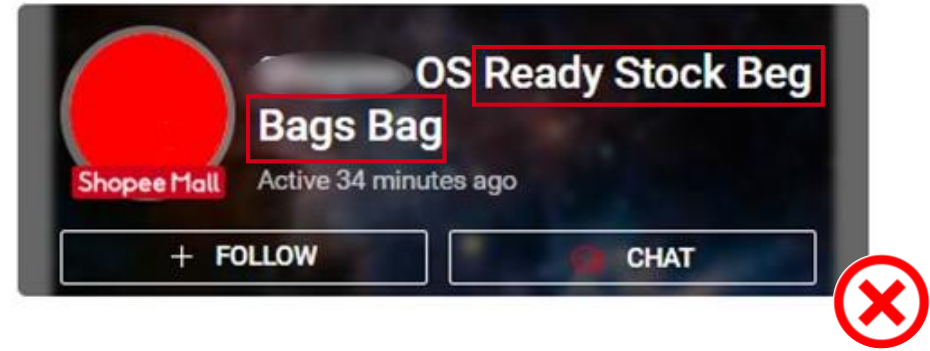 OS Ready Stock Beg
Bags Bag
Shopee Mall
Active 34 minutes ago
+ FOLLOW
CHAT